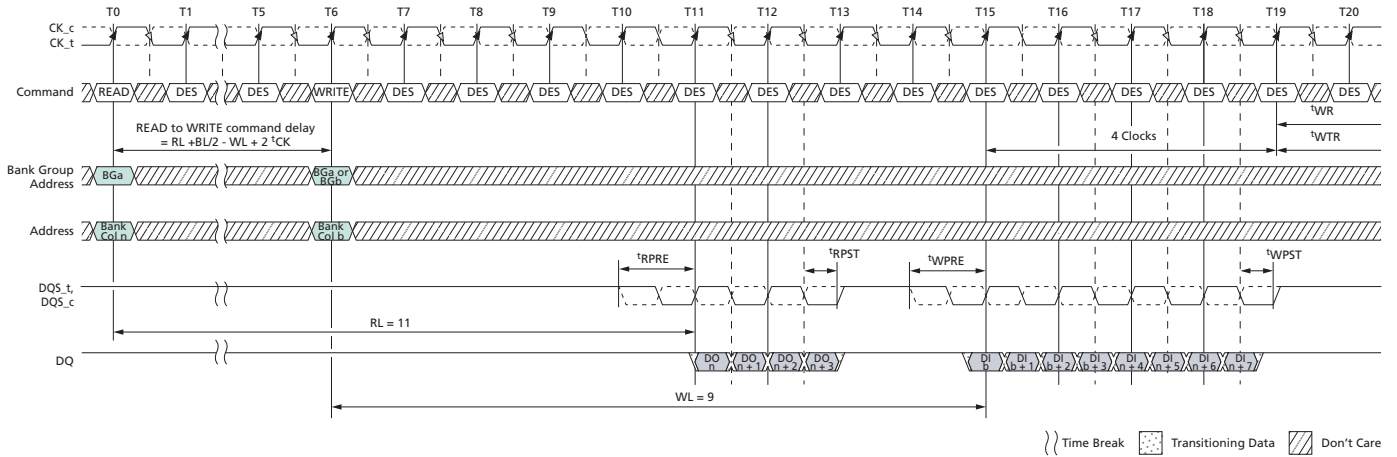 T0 T1 T5 T6 T7 T8 T9 T10 T11 T12 T13 T14 T15 T16 T17 T18 T19 T20
CK_c
CK_t
Command READ DES DES WRITE DES DES DES DES DES DES DES DES DES DES DES DES DES DES
tWR
READ to WRITE command delay
= RL +BL/2 - WL + 2 tCK
4 Clocks
tWTR
Bank Group
Address
BGa
BGa or
BGb
Address
Bank
Col n
Bank
Col b
tRPRE
tRPST
tWPRE
tWPST
DQS_t,
DQS_c
RL = 11
DQ
DO
n
DO
n + 1
DO
n + 2
DO
n + 3
DI
b
DI
b + 1
DI
b + 2
DI
b + 3
DI
n + 4
DI
n + 5
DI
n + 6
DI
n + 7
WL = 9
Time Break Transitioning Data Don't Care